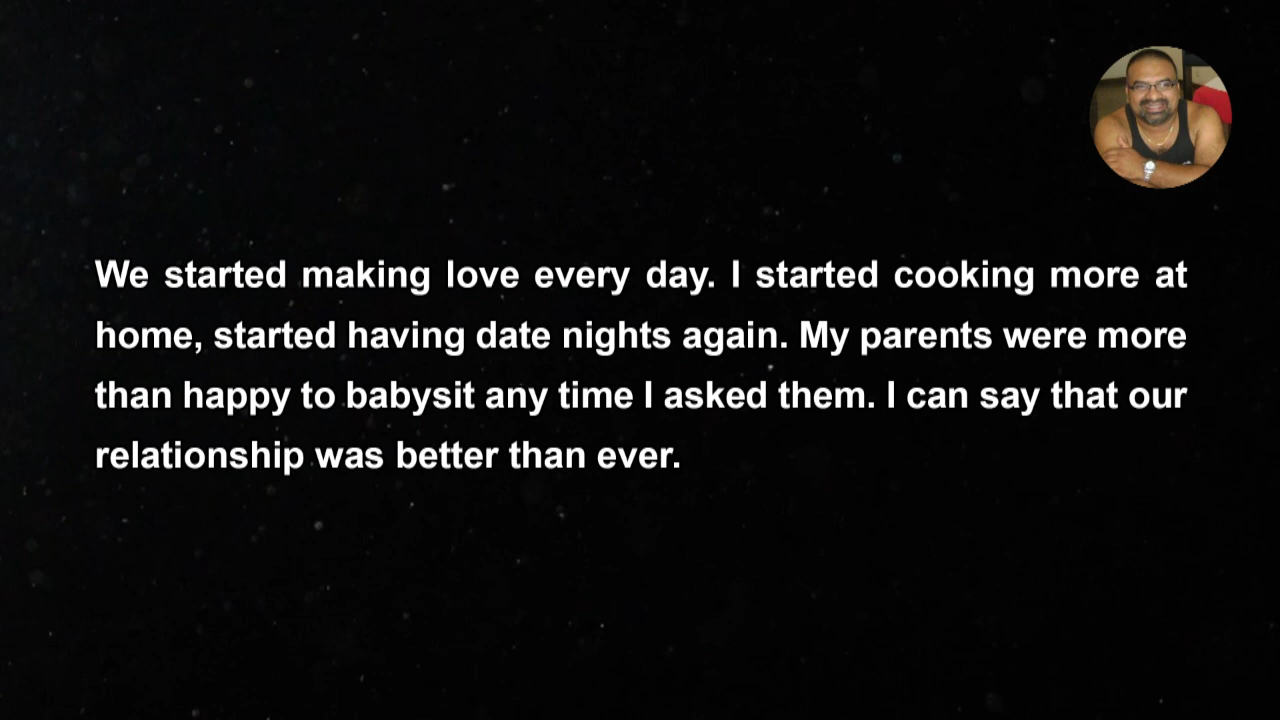 We started making love every day. I started cooking more at
home, started having date nights again. My parents were more
than happy to babysit any time I asked them. I can say that our
relationship was better than ever.